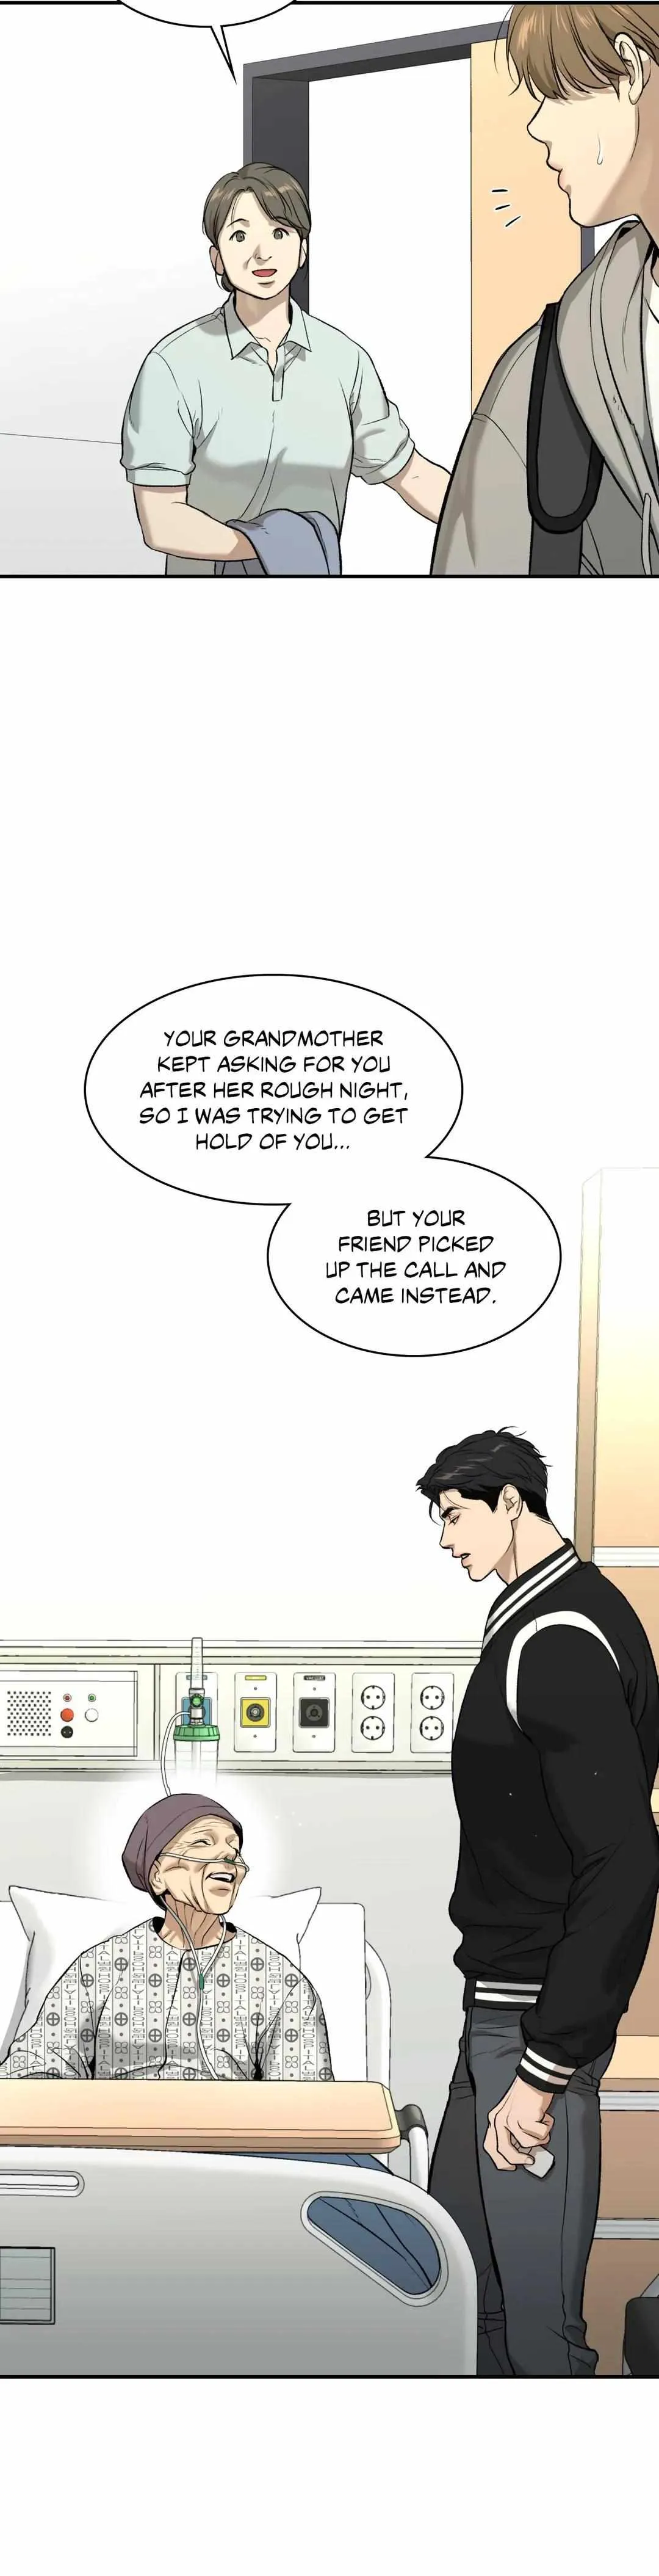 YOUR GRANDMOTHER
KEPT ASKING FOR YOU
AFTER HER ROUGH NIGHT,
SO I WAS TRYING TO GET
HOLD OF YOU...
BUT YOUR
FRIEND PICKED
UP THE CALL AND
CAME INSTEAD.